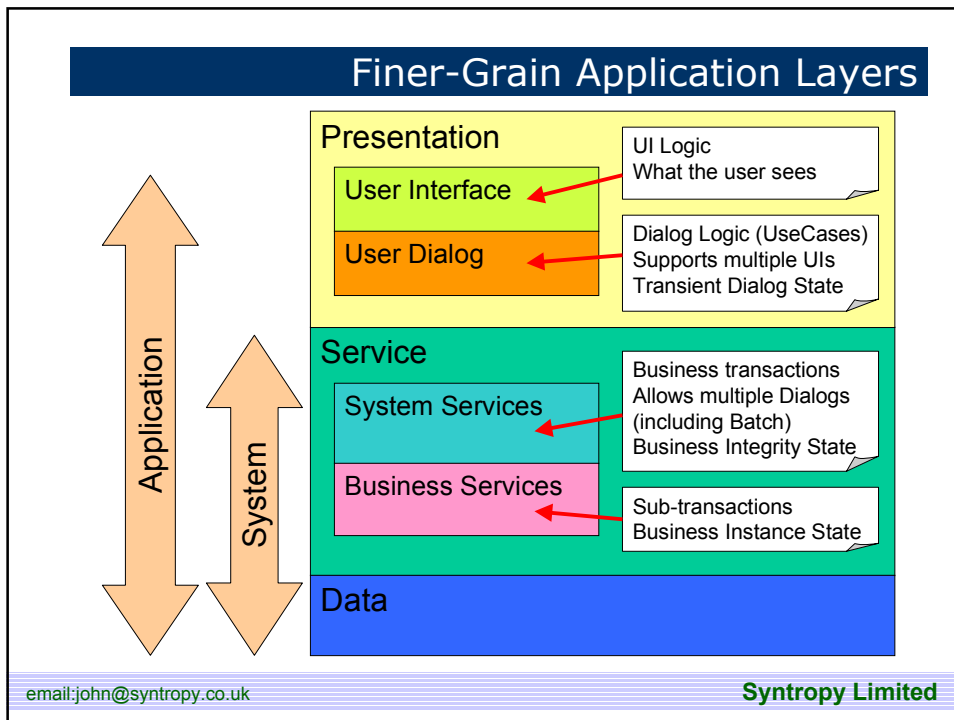 Finer-Grain Application Layers
Presentation
User Interface
User Dialog
UI Logic
What the user sees
Dialog Logic (UseCases)
Supports multiple UIs
Transient Dialog State
Service
System Services
Business Services
Business transactions
Allows multiple Dialogs
(including Batch)
Business Integrity State
Sub-transactions
Business Instance State
Data
Application
System
email:john@syntropy.co.uk
Syntropy Limited